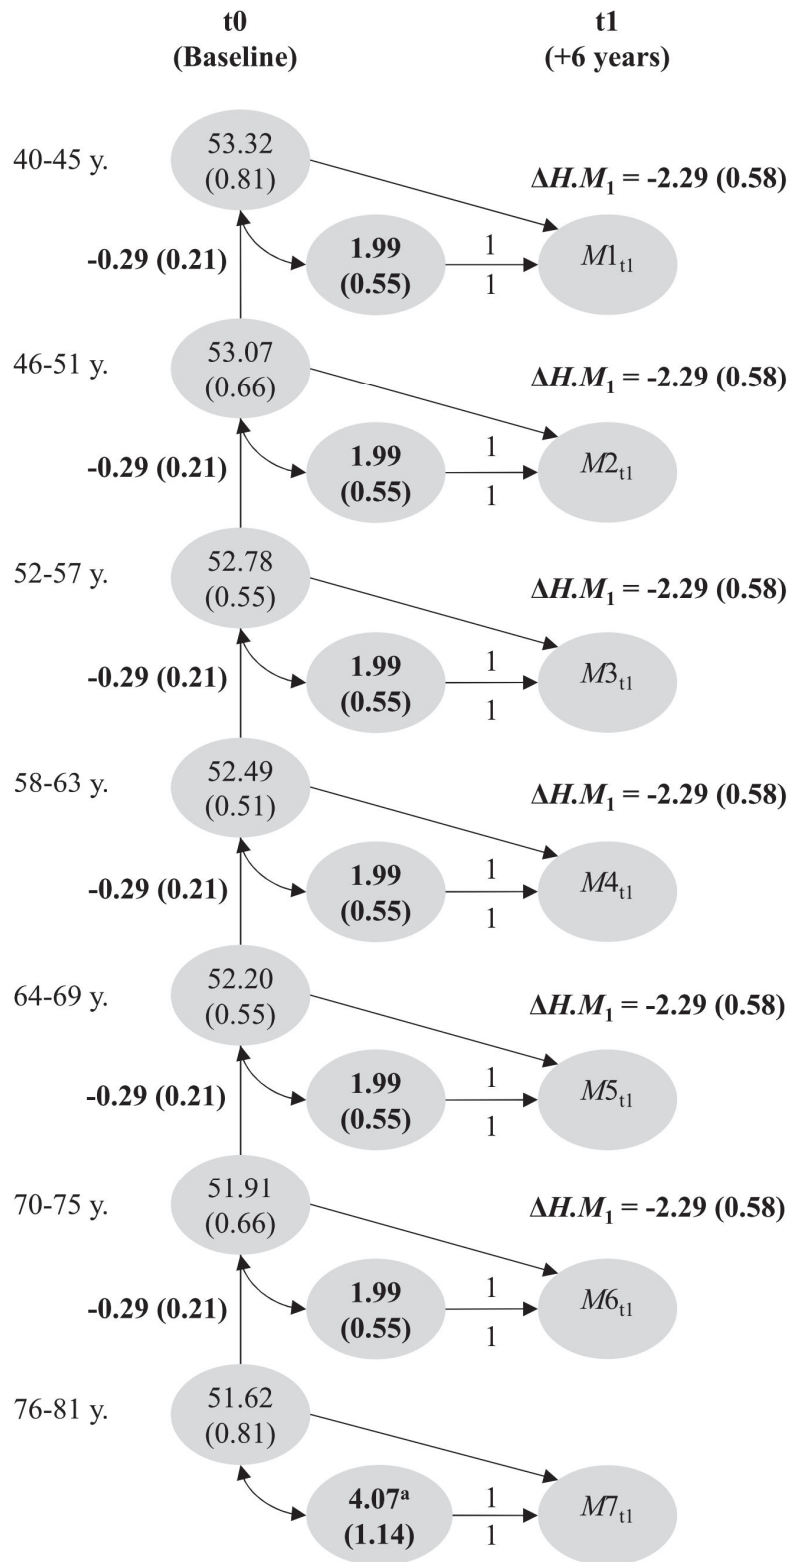 t0
(Baseline)
t1
(+6 years)
40-45 y.
53.32
(0.81)
ΔH.M₁ = -2.29 (0.58)
-0.29 (0.21)
1.99
(0.55)
1
1
M1t1
46-51 y.
53.07
(0.66)
ΔH.M₁ = -2.29 (0.58)
-0.29 (0.21)
1.99
(0.55)
1
1
M2t1
52-57 y.
52.78
(0.55)
ΔH.M₁ = -2.29 (0.58)
-0.29 (0.21)
1.99
(0.55)
1
1
M3t1
58-63 y.
52.49
(0.51)
ΔH.M₁ = -2.29 (0.58)
-0.29 (0.21)
1.99
(0.55)
1
1
M4t1
64-69 y.
52.20
(0.55)
ΔH.M₁ = -2.29 (0.58)
-0.29 (0.21)
1.99
(0.55)
1
1
M5t1
70-75 y.
51.91
(0.66)
ΔH.M₁ = -2.29 (0.58)
-0.29 (0.21)
1.99
(0.55)
1
1
M6t1
76-81 y.
51.62
(0.81)
4.07ᵃ
(1.14)
1
1
M7t1